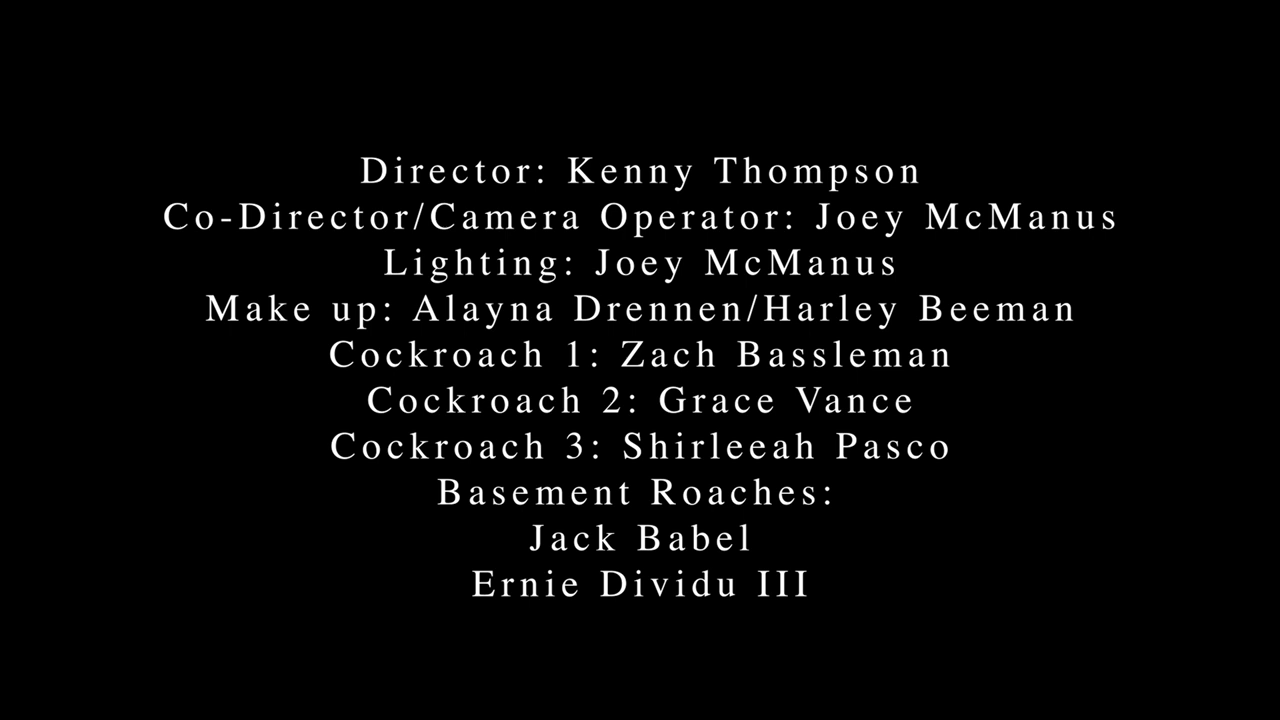 Director: Kenny Thompson
Co-Director/Camera Operator: Joey McManus
Lighting: Joey McManus
Make up: Alayna Drennen/Harley Beeman
Cockroach 1: Zach Bassleman
Cockroach 2: Grace Vance
Cockroach 3: Shirleeah Pasco
Basement Roaches:
Jack Babel
Ernie Dividu III